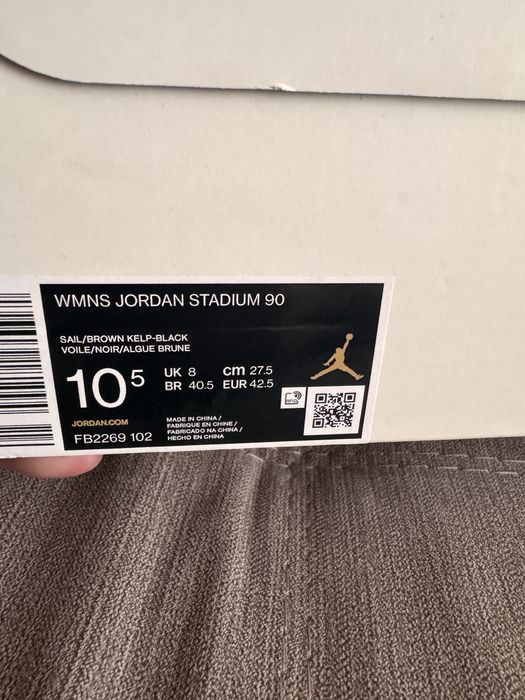 WMNS JORDAN STADIUM 90
SAIL/BROWN KELP-BLACK
VOILE/NOIR/ALGUE BRUNE
10 5
UK 8
cm 27.5
BR 40.5
EUR 42.5
JORDAN.COM
FB2269 102
MADE IN CHINA /
FABRIQUE EN CHINE /
FABRICADO NA CHINA /
HECHO EN CHINA